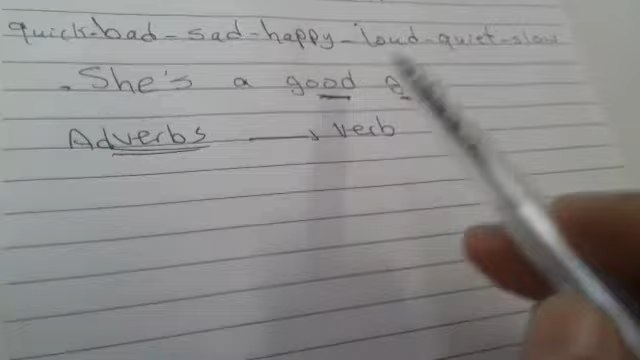 quick-bad-sad-happy-loud-quiet-slow
.She's a good
Adverbs → verb